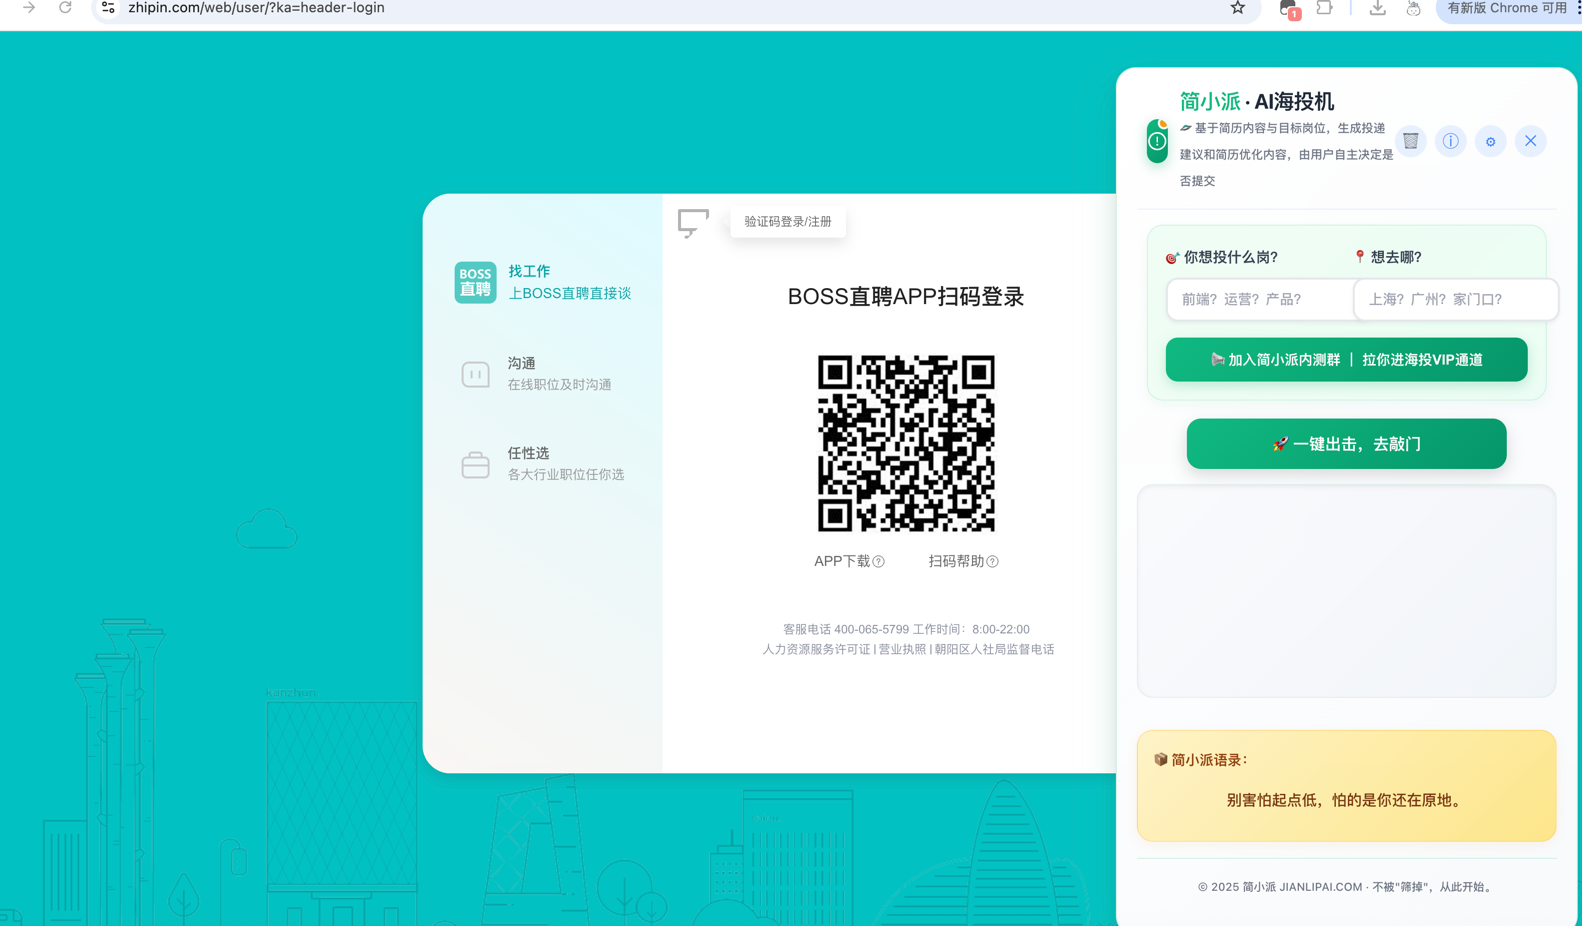 zhipin.com/web/user/?ka=header-login
1
有新版 Chrome 可用
BOSS
直聘
找工作
上BOSS直聘直接谈
沟通
在线职位及时沟通
任性选
各大行业职位任你选
验证码登录/注册
BOSS直聘APP扫码登录
APP下载?
扫码帮助?
客服电话 400-065-5799 工作时间：8:00-22:00
人力资源服务许可证 | 营业执照 | 朝阳区人社局监督电话
kanzhun
简小派 · AI海投机
基于简历内容与目标岗位，生成投递
建议和简历优化内容，由用户自主决定是
否提交
🎯 你想投什么岗？
📍 想去哪？
前端？运营？产品？
上海？广州？家门口？
📢 加入简小派内测群 ｜ 拉你进海投VIP通道
🚀 一键出击，去敲门
📦 简小派语录：
别害怕起点低，怕的是你还在原地。
© 2025 简小派 JIANLIPAI.COM · 不被"筛掉"，从此开始。